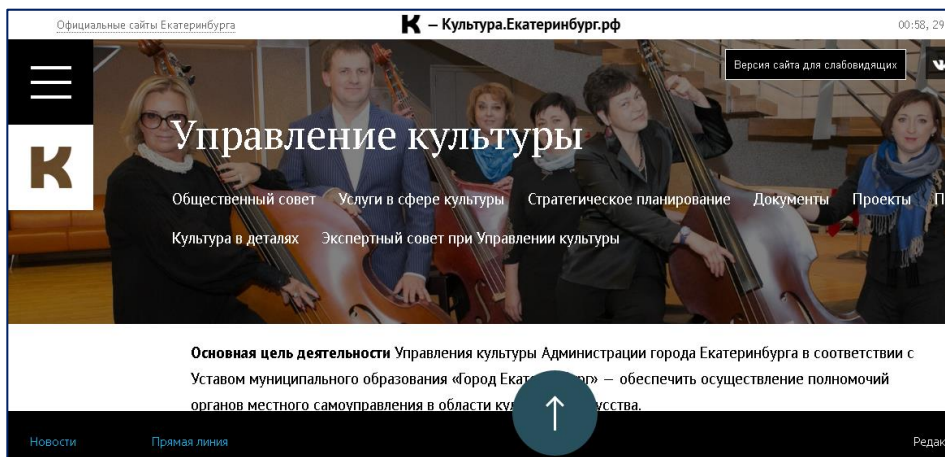 Официальные сайты Екатеринбурга
К – Культура.Екатеринбург.рф
00:58, 29
Версия сайта для слабовидящих
К
Управление культуры
Общественный совет Услуги в сфере культуры Стратегическое планирование Документы Проекты П
Культура в деталях Экспертный совет при Управлении культуры
Основная цель деятельности Управления культуры Администрации города Екатеринбурга в соответствии с
Уставом муниципального образования «Город Екат рг» — обеспечить осуществление полномочий
органов местного самоуправления в области ку усства.
Новости Прямая линия Редак